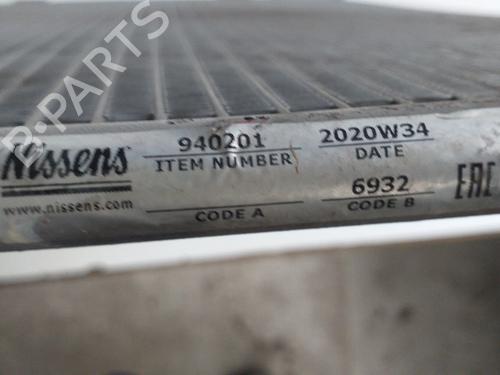 B-PARTS
Nissens
www.nissens.com
940201
ITEM NUMBER
2020W34
DATE
CODE A
6932
CODE B
EAC